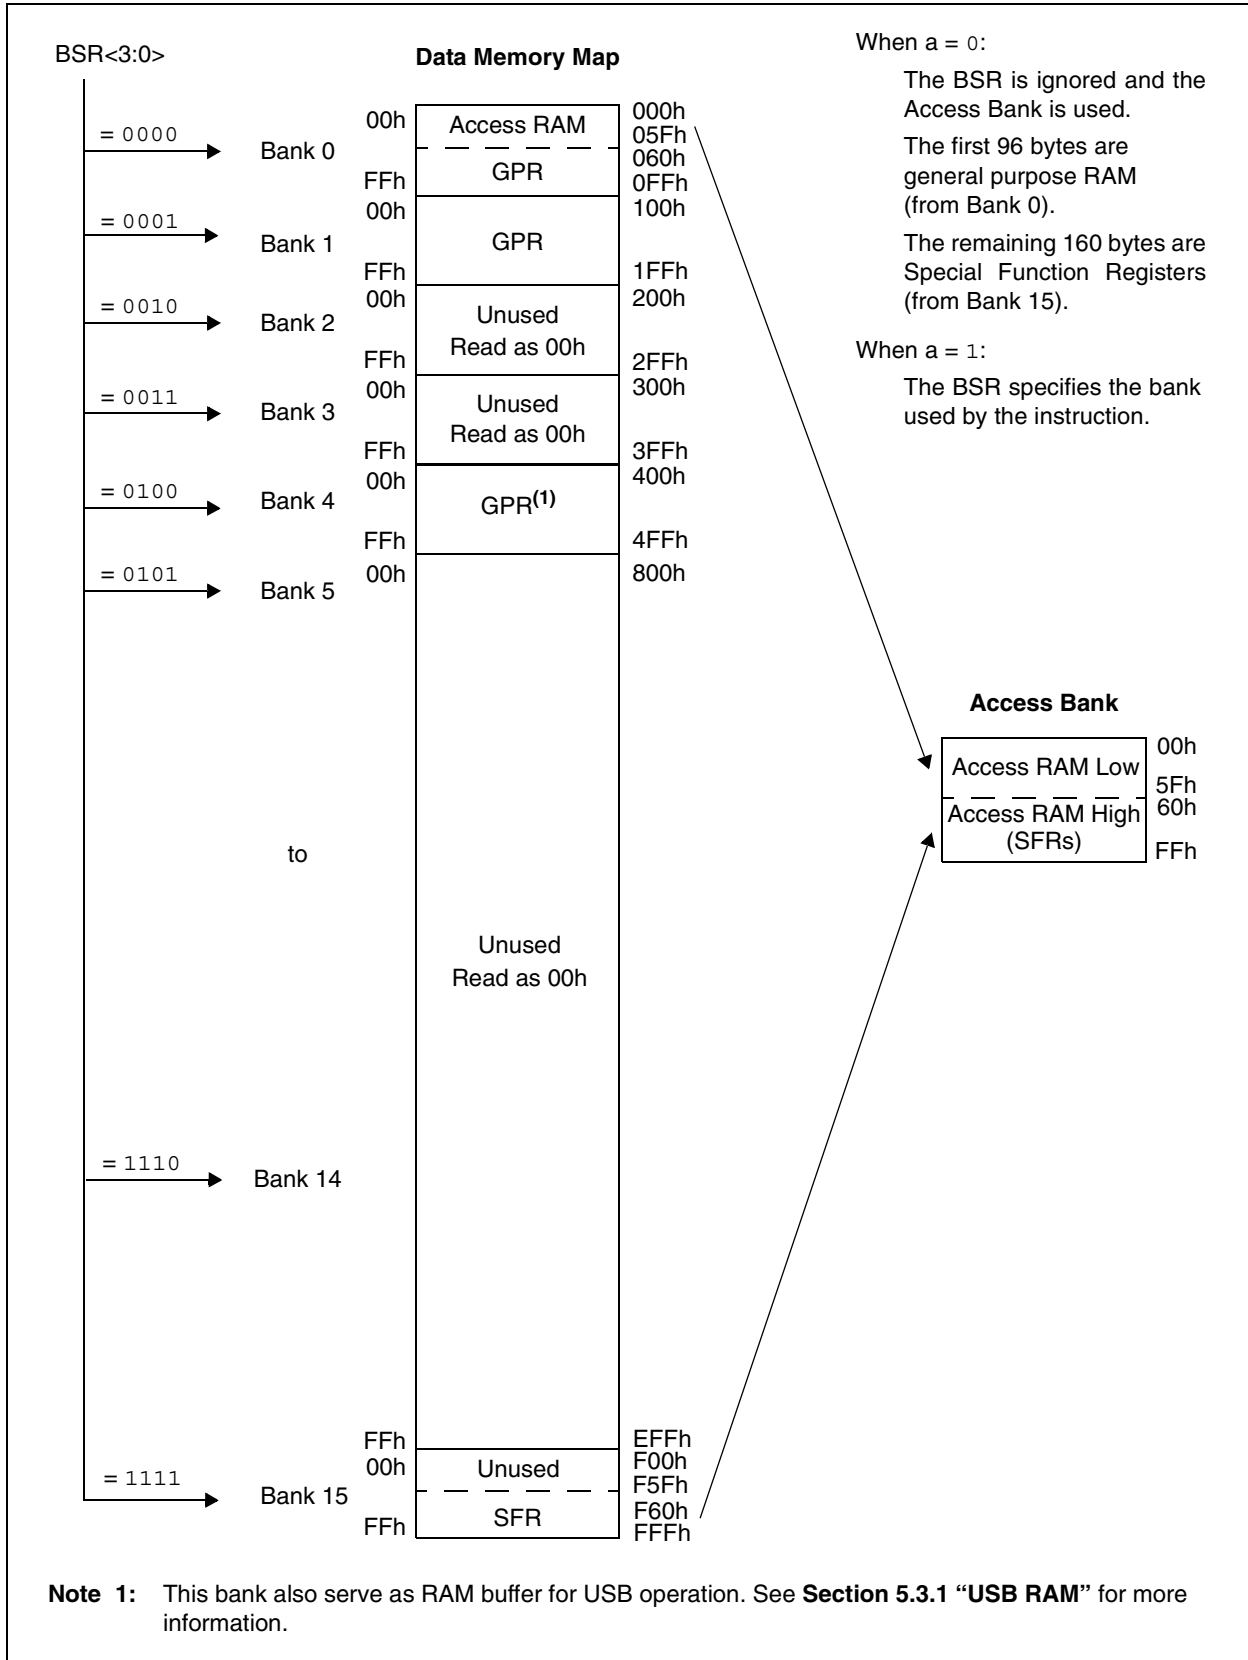 BSR<3:0>
Data Memory Map
When a = 0:
The BSR is ignored and the
Access Bank is used.
The first 96 bytes are
general purpose RAM
(from Bank 0).
The remaining 160 bytes are
Special Function Registers
(from Bank 15).
When a = 1:
The BSR specifies the bank
used by the instruction.
= 0000
Bank 0
00h
Access RAM
000h
05Fh
060h
FFh
GPR
0FFh
= 0001
Bank 1
00h
GPR
100h
FFh
1FFh
= 0010
Bank 2
00h
Unused
Read as 00h
200h
FFh
2FFh
= 0011
Bank 3
00h
Unused
Read as 00h
300h
FFh
3FFh
= 0100
Bank 4
00h
GPR(1)
400h
FFh
4FFh
= 0101
Bank 5
00h
800h
to
Unused
Read as 00h
= 1110
Bank 14
FFh
EFFh
= 1111
Bank 15
00h
Unused
F00h
F5Fh
FFh
SFR
F60h
FFFh
Access Bank
Access RAM Low
00h
5Fh
Access RAM High
(SFRs)
60h
FFh
Note 1: This bank also serve as RAM buffer for USB operation. See Section 5.3.1 “USB RAM” for more
information.